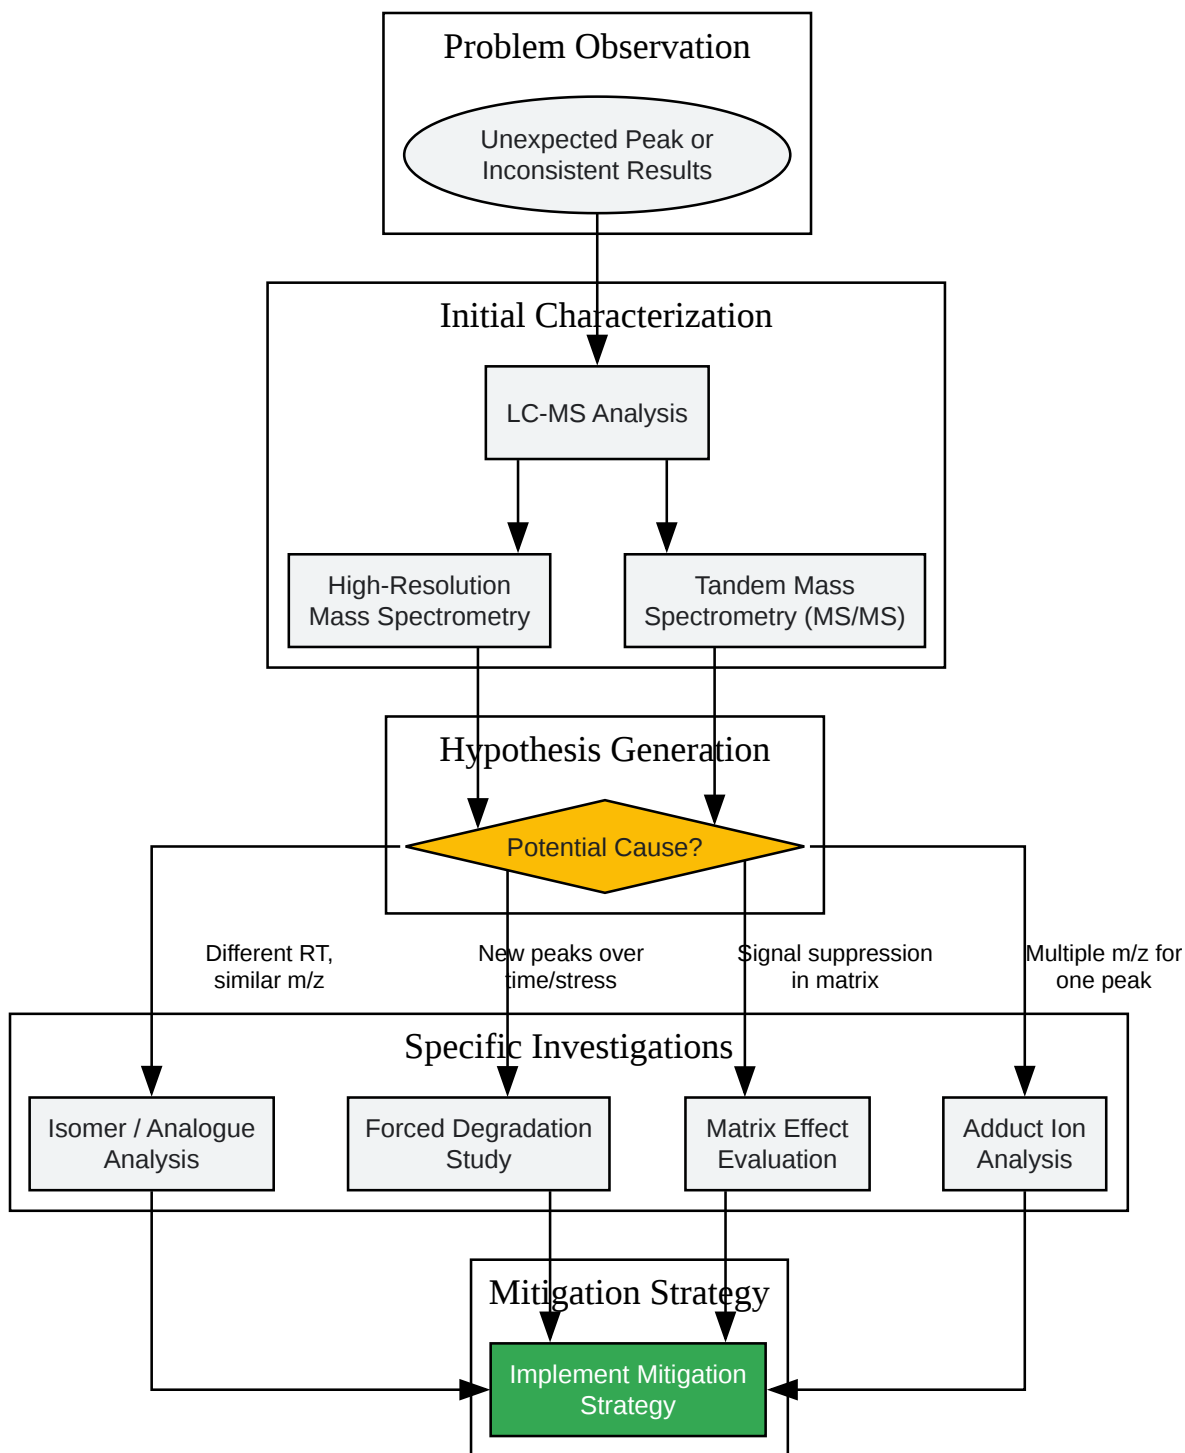 Problem Observation
Unexpected Peak or
Inconsistent Results
Initial Characterization
LC-MS Analysis
High-Resolution
Mass Spectrometry
Tandem Mass
Spectrometry (MS/MS)
Hypothesis Generation
Potential Cause?
Different RT,
similar m/z
New peaks over
time/stress
Signal suppression
in matrix
Multiple m/z for
one peak
Specific Investigations
Isomer / Analogue
Analysis
Forced Degradation
Study
Matrix Effect
Evaluation
Adduct Ion
Analysis
Mitigation Strategy
Implement Mitigation
Strategy